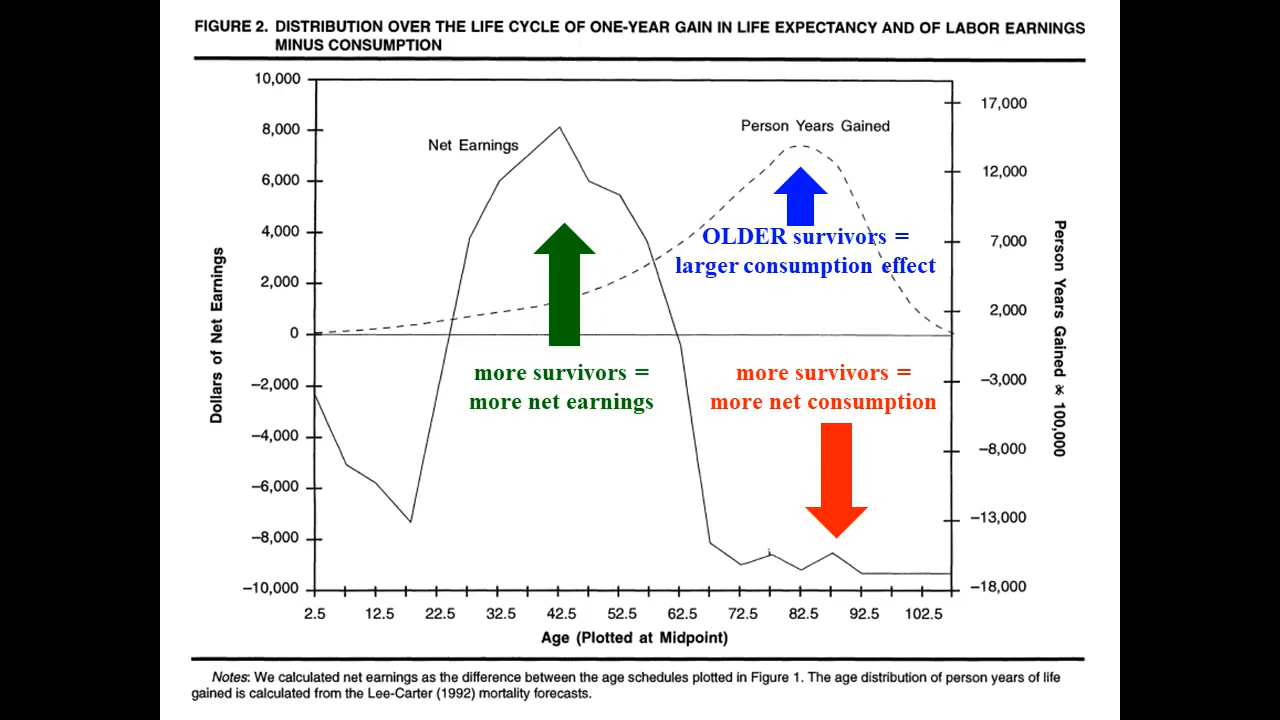 FIGURE 2. DISTRIBUTION OVER THE LIFE CYCLE OF ONE-YEAR GAIN IN LIFE EXPECTANCY AND OF LABOR EARNINGS
MINUS CONSUMPTION
10,000
8,000
6,000
4,000
2,000
0
−2,000
−4,000
−6,000
−8,000
−10,000
Dollars of Net Earnings
Net Earnings
Person Years Gained
OLDER survivors =
larger consumption effect
more survivors =
more net earnings
more survivors =
more net consumption
17,000
12,000
7,000
2,000
−3,000
−8,000
−13,000
−18,000
Person Years Gained × 100,000
2.5 12.5 22.5 32.5 42.5 52.5 62.5 72.5 82.5 92.5 102.5
Age (Plotted at Midpoint)
Notes: We calculated net earnings as the difference between the age schedules plotted in Figure 1. The age distribution of person years of life
gained is calculated from the Lee-Carter (1992) mortality forecasts.